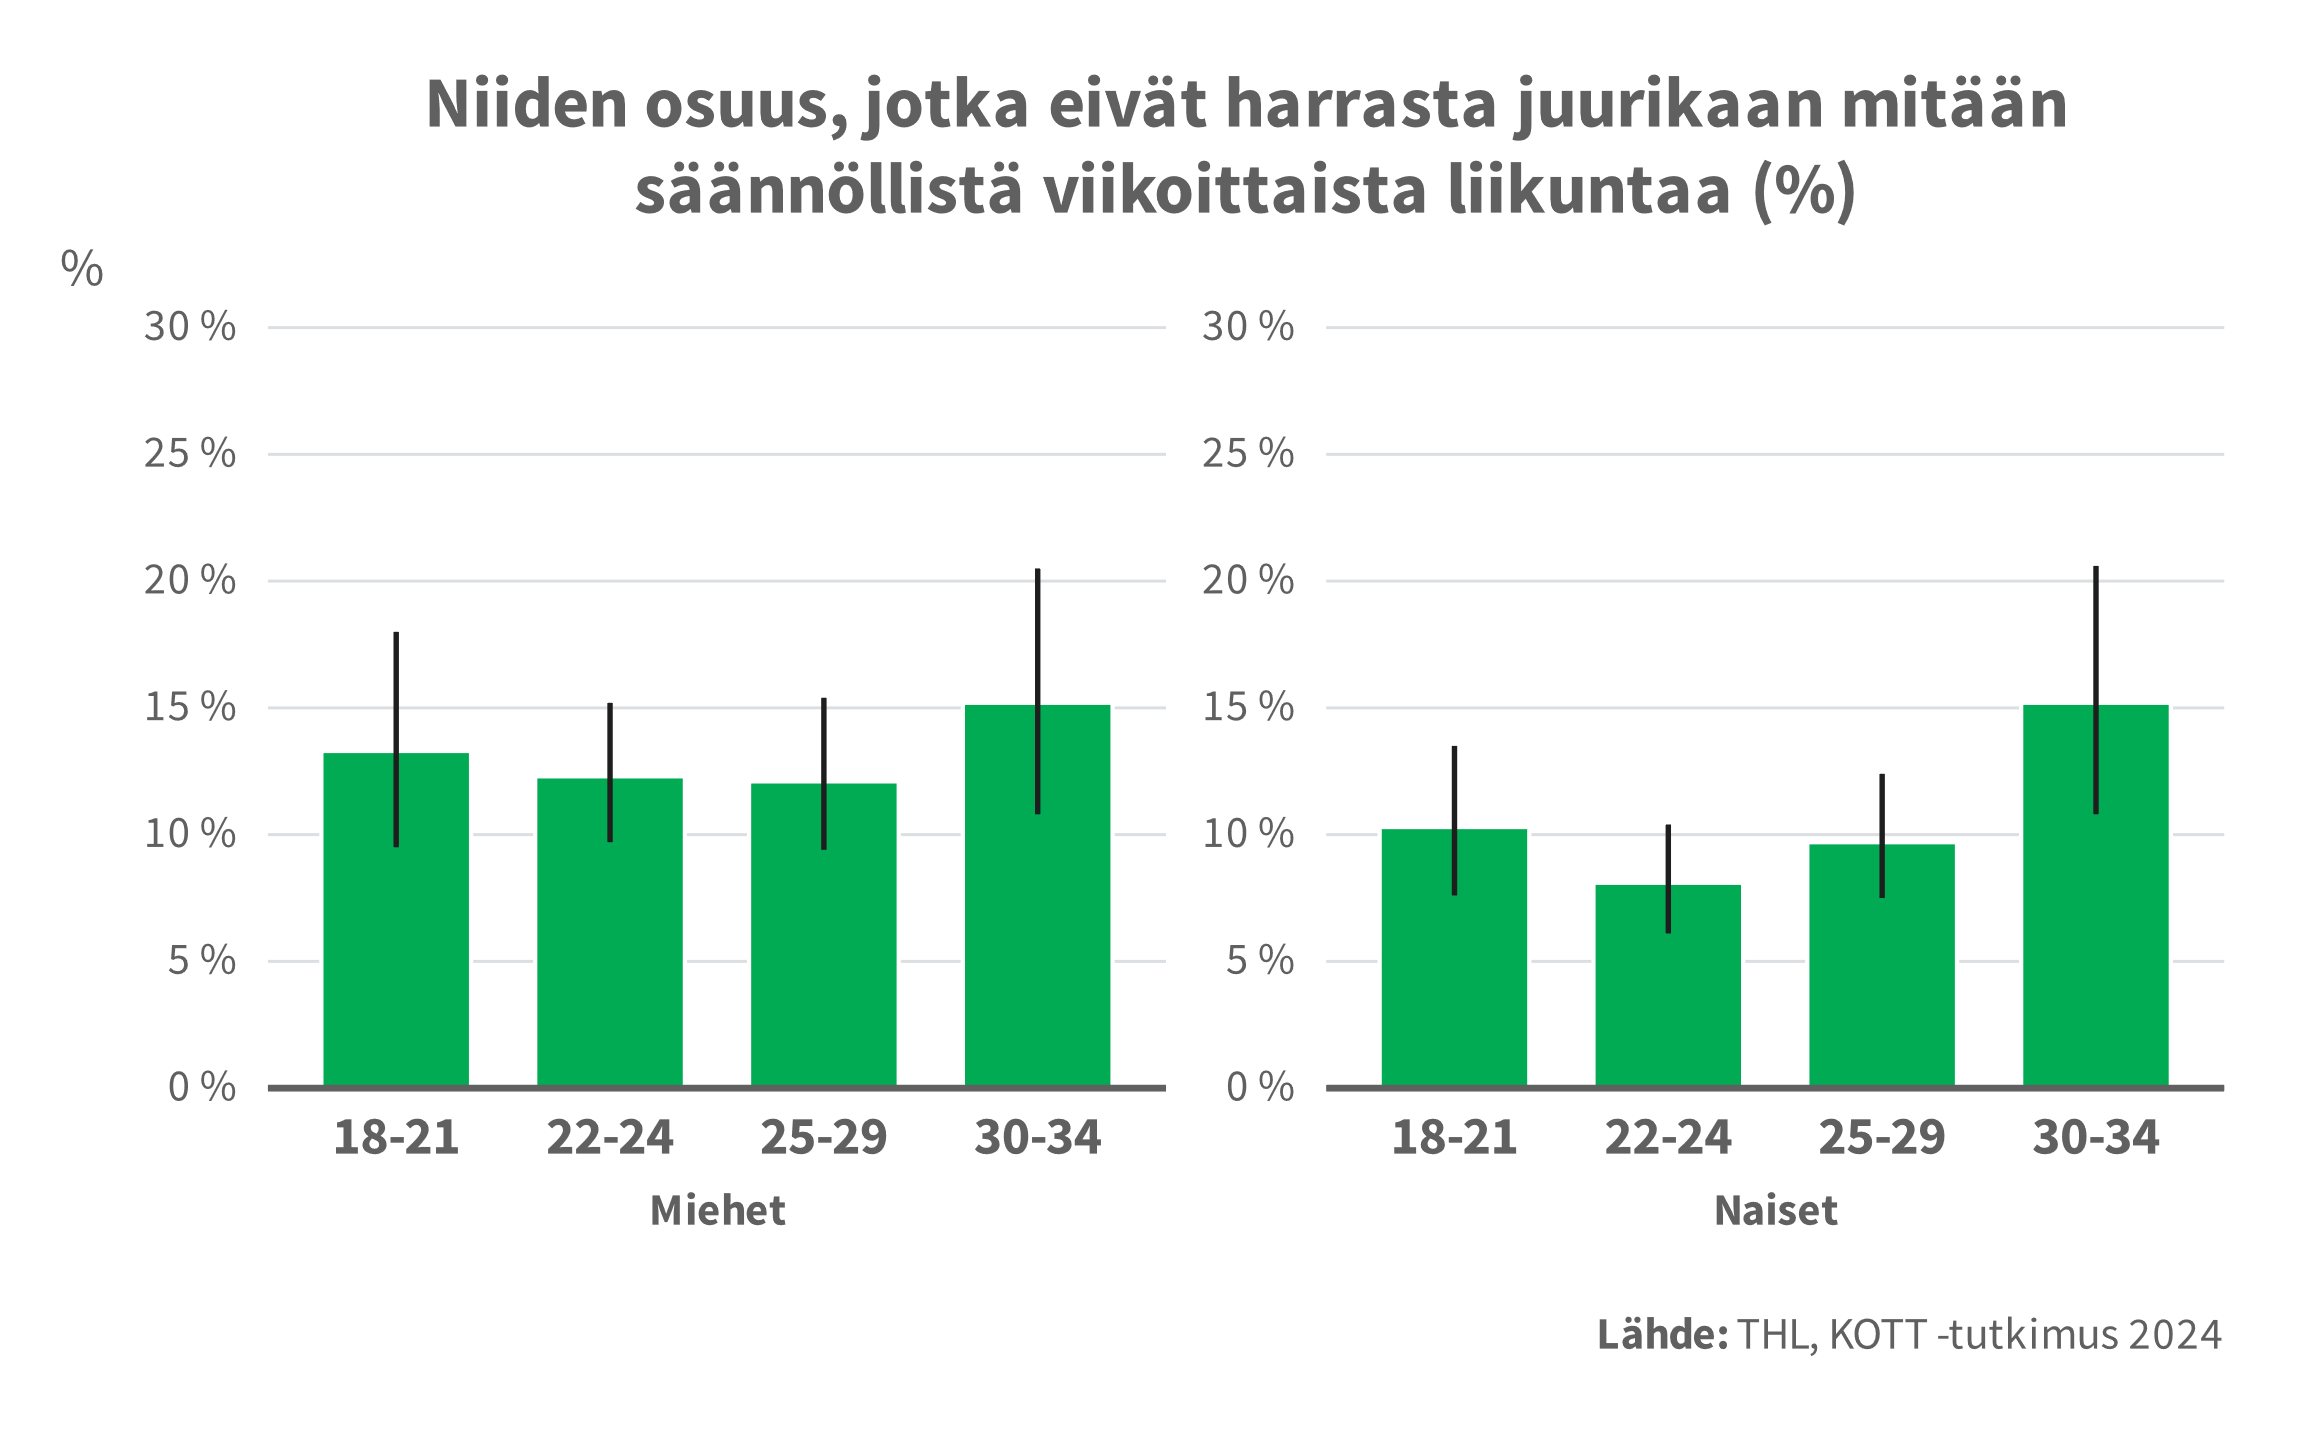 Niiden osuus, jotka eivät harrasta juurikaan mitään
säännöllistä viikoittaista liikuntaa (%)
%
30 %
25 %
20 %
15 %
10 %
5 %
0 %
18-21 22-24 25-29 30-34
Miehet
30 %
25 %
20 %
15 %
10 %
5 %
0 %
18-21 22-24 25-29 30-34
Naiset
Lähde: THL, KOTT -tutkimus 2024